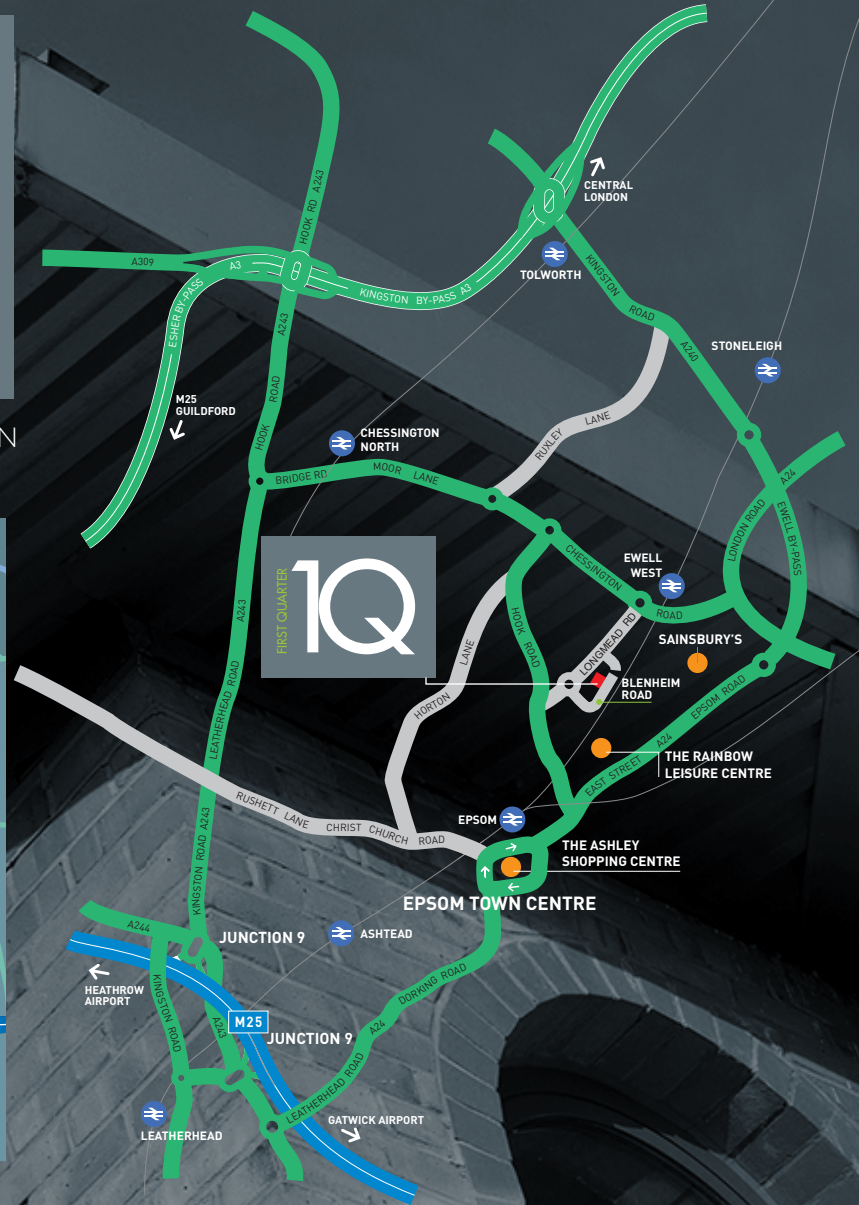 HOOK RD A243
CENTRAL
LONDON
A309
A3
ESHER BY-PASS
KINGSTON BY-PASS A3
TOLWORTH
KINGSTON ROAD
A240
STONELEIGH
A243
M25
GUILDFORD
HOOK ROAD
N
CHESSINGTON
NORTH
RUXLEY LANE
BRIDGE RD
MOOR LANE
A24
LONDON ROAD
EWELL BY-PASS
CHESSINGTON ROAD
EWELL
WEST
FIRST QUARTER
1Q
HOOK ROAD
A243
LEATHERHEAD ROAD
HORTON LANE
LONGMEAD RD
SAINSBURY'S
BLENHEIM
ROAD
EPSOM ROAD
A24
EAST STREET
THE RAINBOW
LEISURE CENTRE
RUSHETT LANE
CHRIST CHURCH ROAD
EPSOM
THE ASHLEY
SHOPPING CENTRE
EPSOM TOWN CENTRE
KINGSTON ROAD A243
A244
JUNCTION 9
ASHTEAD
HEATHROW
AIRPORT
KINGSTON ROAD
A243
M25
JUNCTION 9
DORKING ROAD
A24
LEATHERHEAD ROAD
GATWICK AIRPORT
LEATHERHEAD